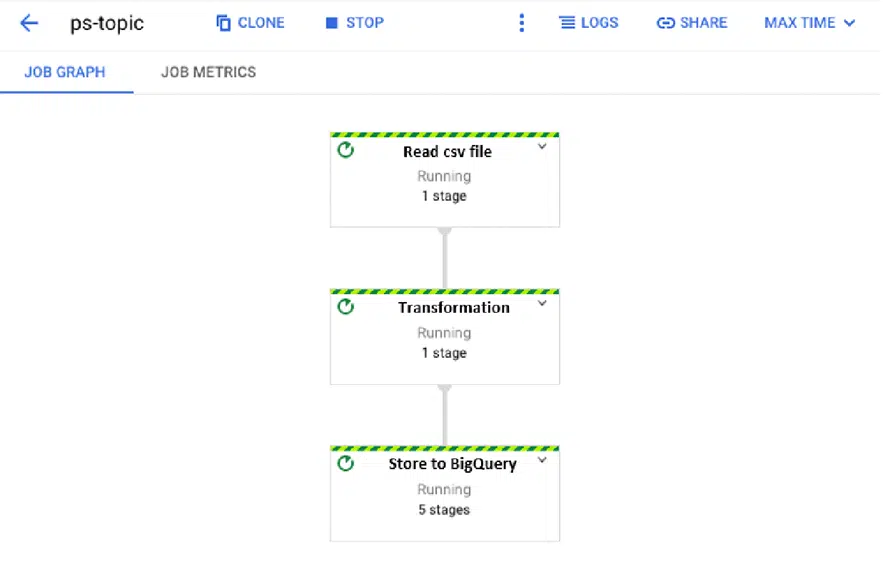 ps-topic CLONE STOP LOGS SHARE MAX TIME
JOB GRAPH JOB METRICS
Read csv file
Running
1 stage
Transformation
Running
1 stage
Store to BigQuery
Running
5 stages